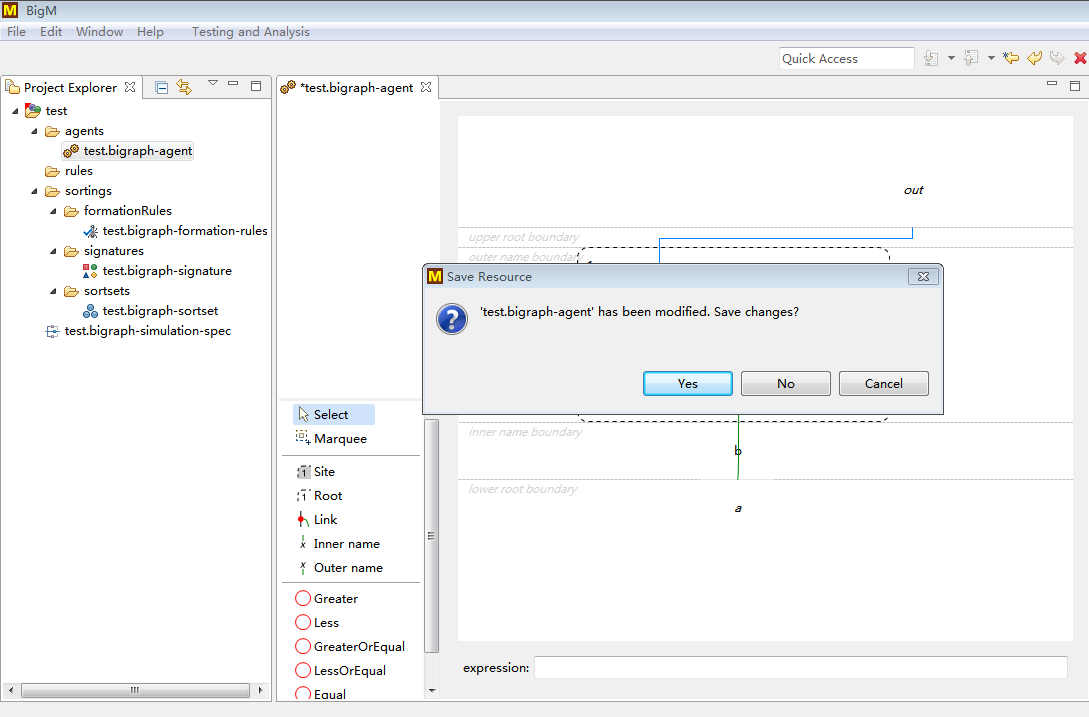 BigM
File Edit Window Help Testing and Analysis
Quick Access
Project Explorer
*test.bigraph-agent
test
agents
test.bigraph-agent
rules
sortings
formationRules
test.bigraph-formation-rules
signatures
test.bigraph-signature
sortsets
test.bigraph-sortset
test.bigraph-simulation-spec
out
upper root boundary
outer name boundary
Save Resource
'test.bigraph-agent' has been modified. Save changes?
Yes No Cancel
inner name boundary
b
lower root boundary
a
Select
Marquee
Site
Root
Link
Inner name
Outer name
Greater
Less
GreaterOrEqual
LessOrEqual
Equal
expression: